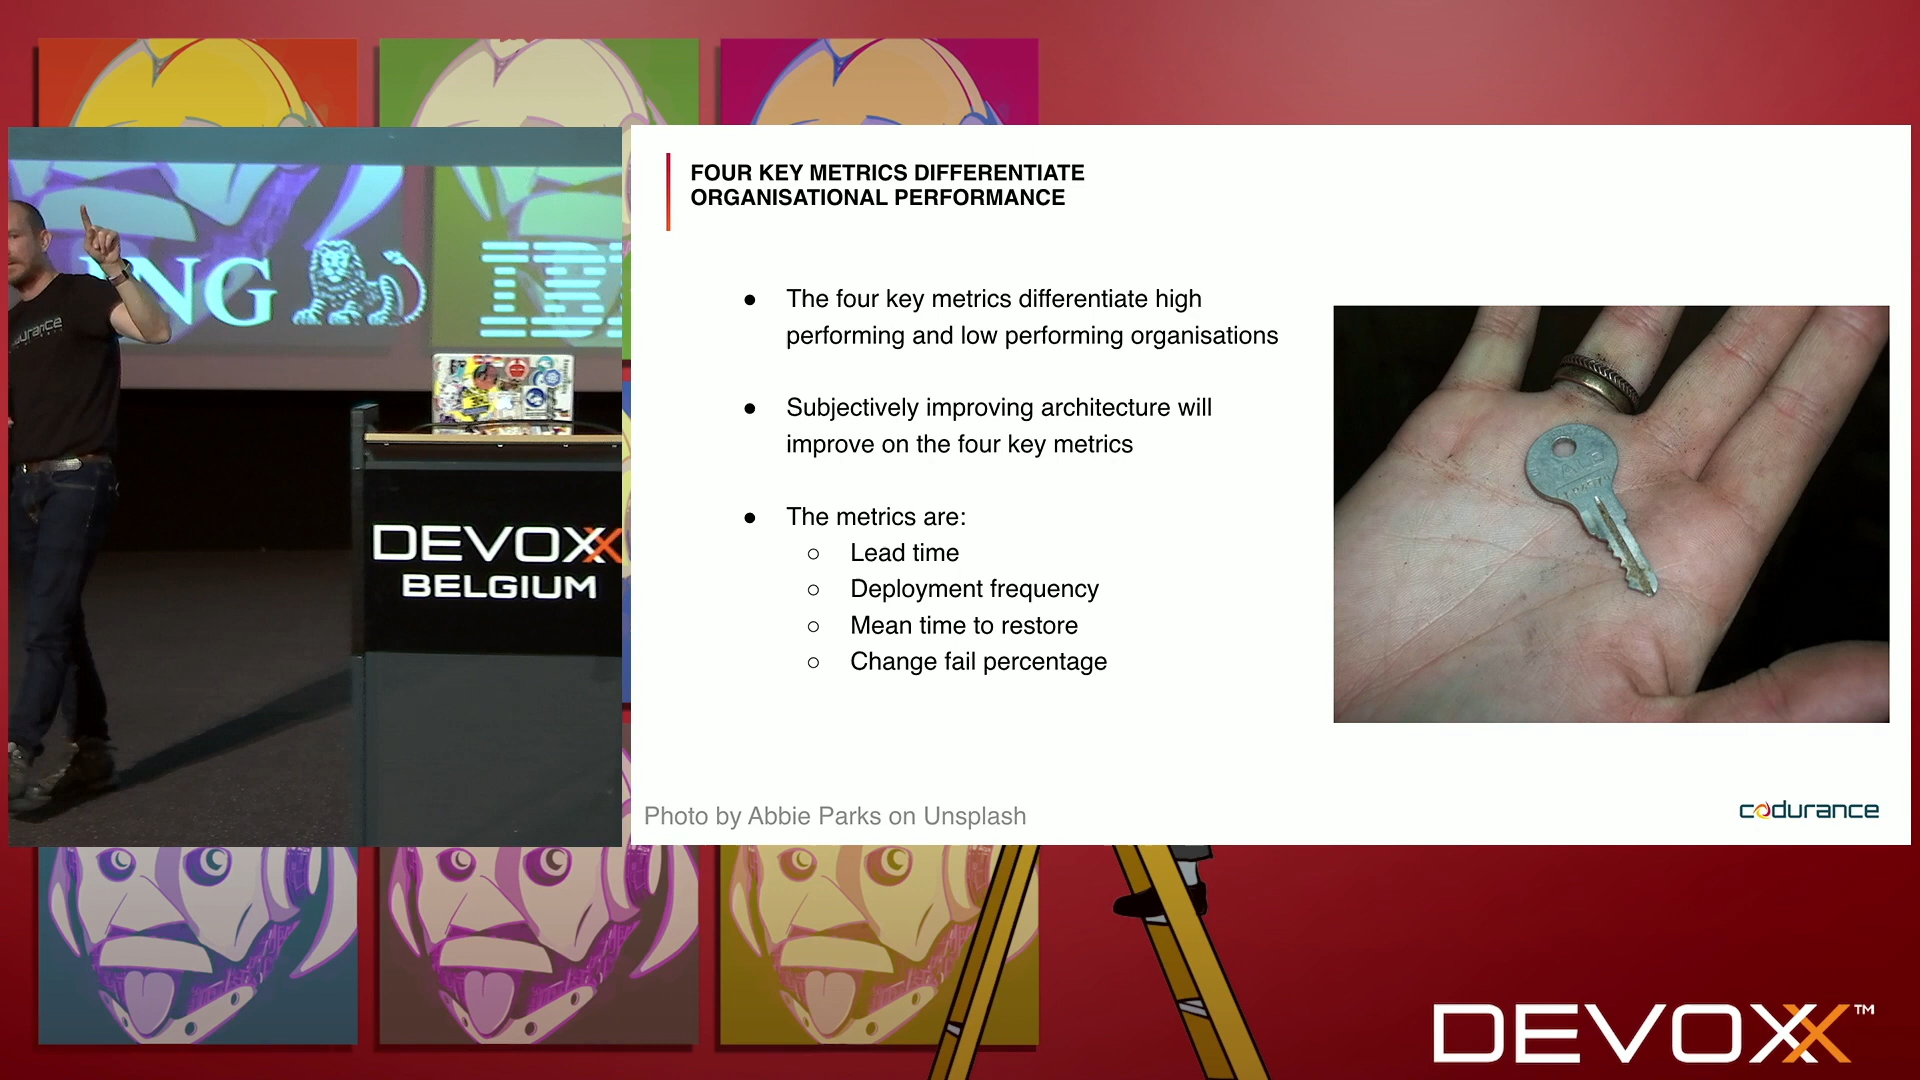 FOUR KEY METRICS DIFFERENTIATE
ORGANISATIONAL PERFORMANCE
● The four key metrics differentiate high
performing and low performing organisations
● Subjectively improving architecture will
improve on the four key metrics
● The metrics are:
○ Lead time
○ Deployment frequency
○ Mean time to restore
○ Change fail percentage
Photo by Abbie Parks on Unsplash
codurance
ING
DEVOXX
BELGIUM
DEVOXX™